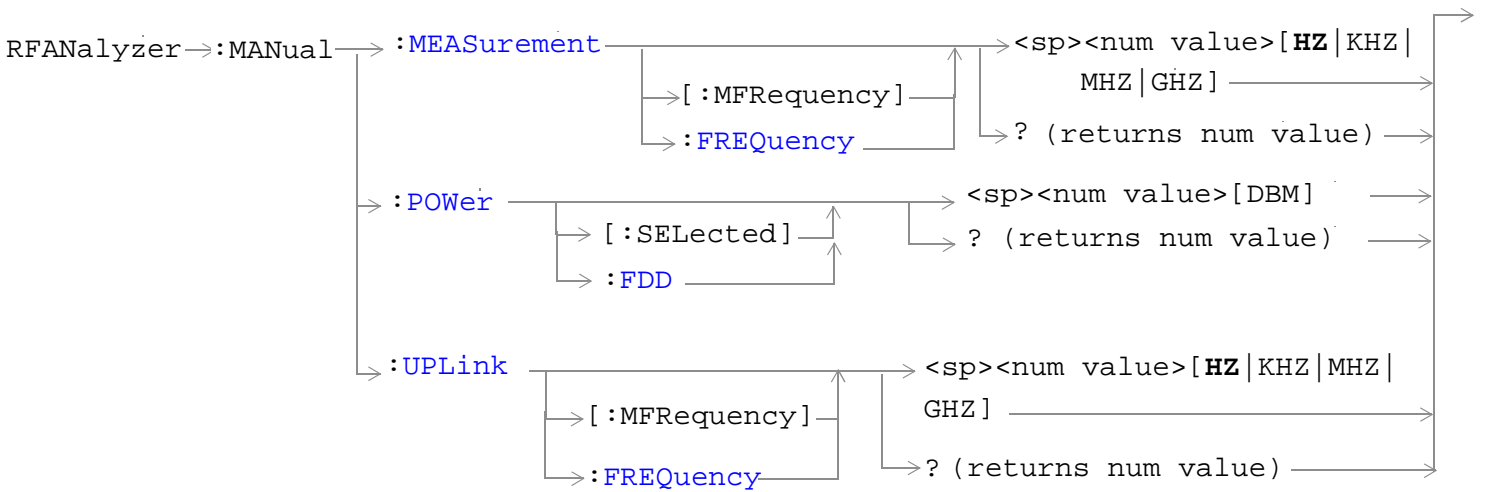 RFANalyzer :MANual :MEASurement <sp><num value>[HZ|KHZ|
MHZ|GHZ]
[:MFRequency]
? (returns num value)
:FREQuency
:POWer <sp><num value>[DBM]
[:SELected] ? (returns num value)
:FDD
:UPLink <sp><num value>[HZ|KHZ|MHZ|
[:MFRequency] GHZ]
:FREQuency ? (returns num value)